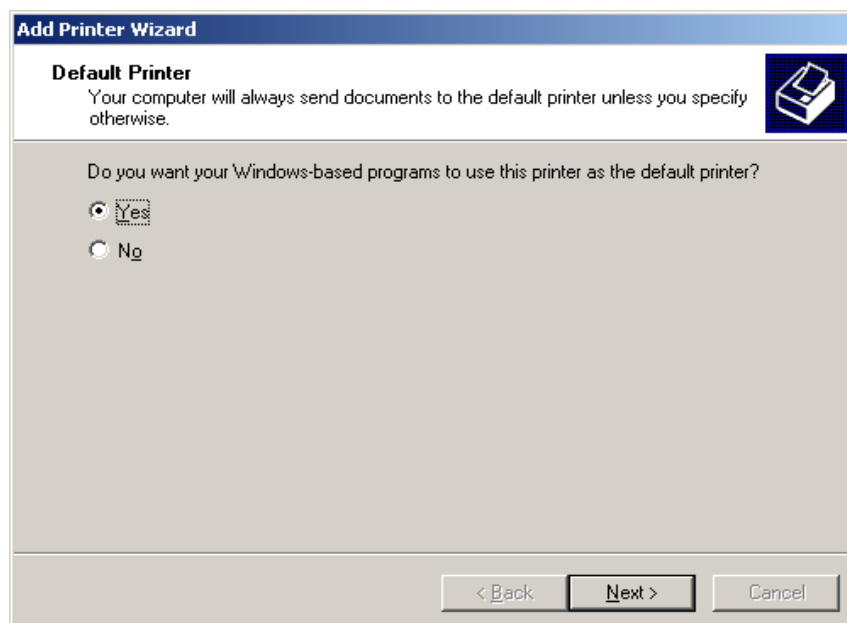 Add Printer Wizard
Default Printer
Your computer will always send documents to the default printer unless you specify
otherwise.
Do you want your Windows-based programs to use this printer as the default printer?
Yes
No
< Back
Next >
Cancel